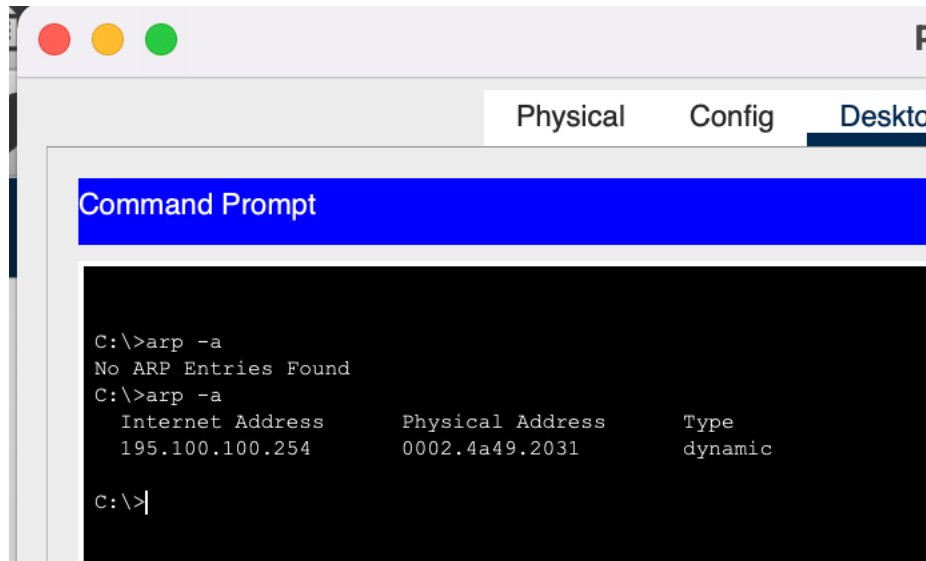 Physical Config
Command Prompt
C:\>arp -a
No ARP Entries Found
C:\>arp -a
Internet Address Physical Address Type
195.100.100.254 0002.4a49.2031 dynamic
C:\>